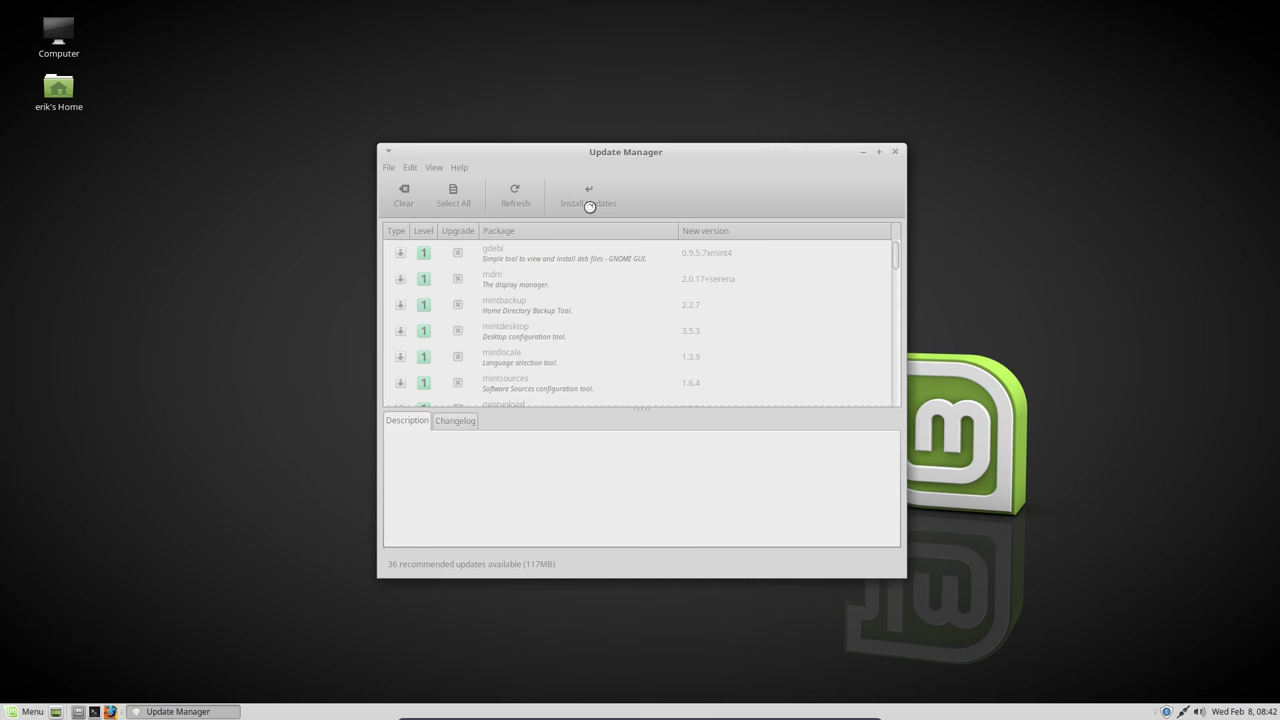 Computer
erik's Home
Update Manager
File Edit View Help
Clear Select All Refresh Install Updates
Type Level Upgrade Package New version
1 gdebi 0.9.5.7xmint4
Simple tool to view and install deb files - GNOME GUI.
1 mdm 2.0.17+serena
The display manager.
1 mintbackup 2.2.7
Home Directory Backup Tool.
1 mintdesktop 3.5.3
Desktop configuration tool.
1 mintlocale 1.3.9
Language selection tool.
1 mintsources 1.6.4
Software Sources configuration tool.
mintupload
Description Changelog
36 recommended updates available (117MB)
Menu Update Manager Wed Feb 8, 08:42